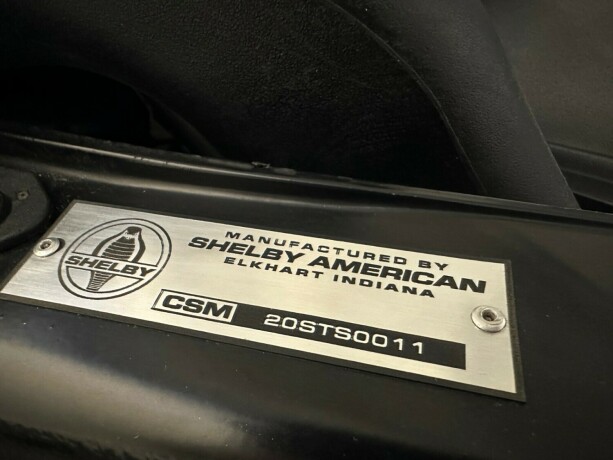 MANUFACTURED BY
SHELBY AMERICAN
ELKHART INDIANA
SHELBY
CSM 20STS0011